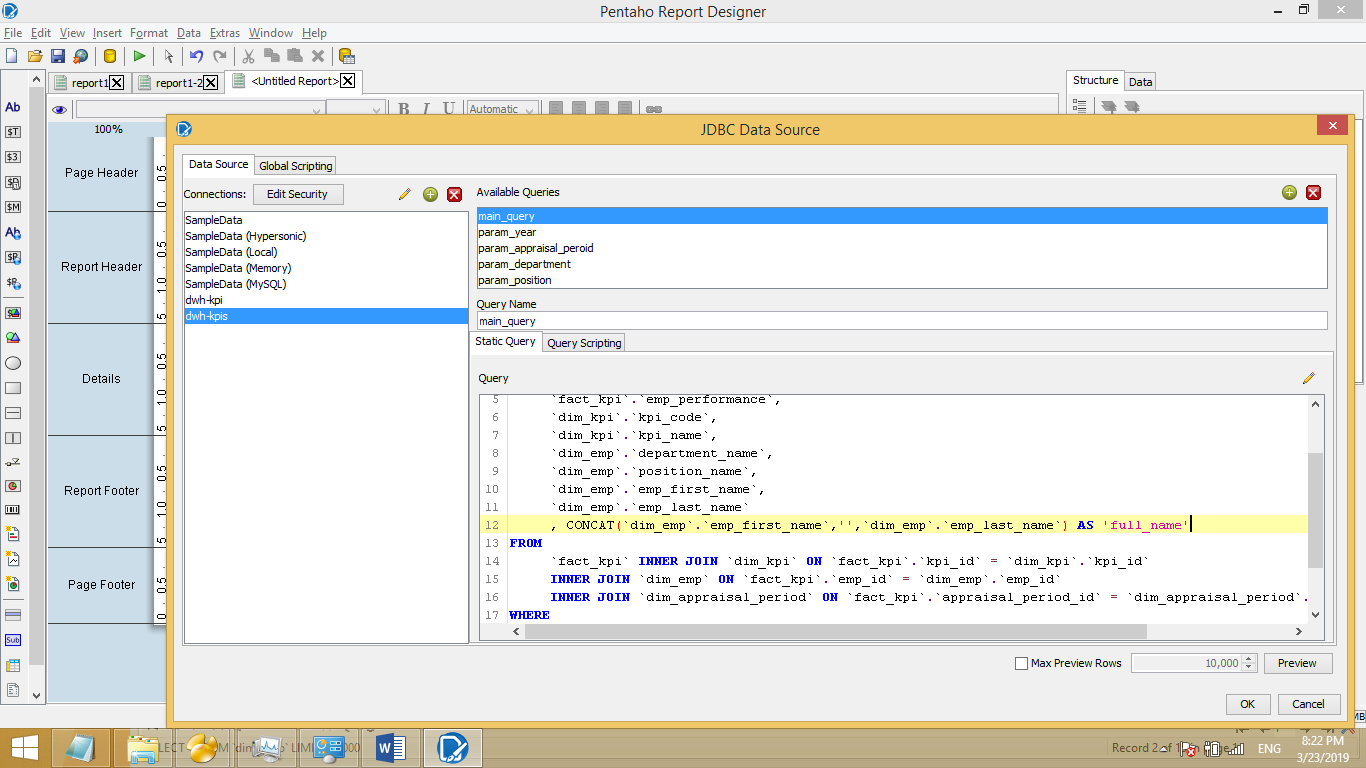 Pentaho Report Designer
File Edit View Insert Format Data Extras Window Help
report1 report1-2 <Untitled Report>
Structure Data
Ab
B I U Automatic
100%
Page Header
Report Header
Details
Report Footer
Page Footer
JDBC Data Source
Data Source Global Scripting
Connections: Edit Security
SampleData
SampleData (Hypersonic)
SampleData (Local)
SampleData (Memory)
SampleData (MySQL)
dwh-kpi
dwh-kpis
Available Queries
main_query
param_year
param_appraisal_peroid
param_department
param_position
Query Name
main_query
Static Query Query Scripting
Query
5 `fact_kpi`.`emp_performance`,
6 `dim_kpi`.`kpi_code`,
7 `dim_kpi`.`kpi_name`,
8 `dim_emp`.`department_name`,
9 `dim_emp`.`position_name`,
10 `dim_emp`.`emp_first_name`,
11 `dim_emp`.`emp_last_name`
12 , CONCAT(`dim_emp`.`emp_first_name`,'',`dim_emp`.`emp_last_name`) AS 'full_name'
13 FROM
14 `fact_kpi` INNER JOIN `dim_kpi` ON `fact_kpi`.`kpi_id` = `dim_kpi`.`kpi_id`
15 INNER JOIN `dim_emp` ON `fact_kpi`.`emp_id` = `dim_emp`.`emp_id`
16 INNER JOIN `dim_appraisal_period` ON `fact_kpi`.`appraisal_period_id` = `dim_appraisal_period`.
17 WHERE
Max Preview Rows 10,000 Preview
OK Cancel
ENG
8:22 PM
3/23/2019